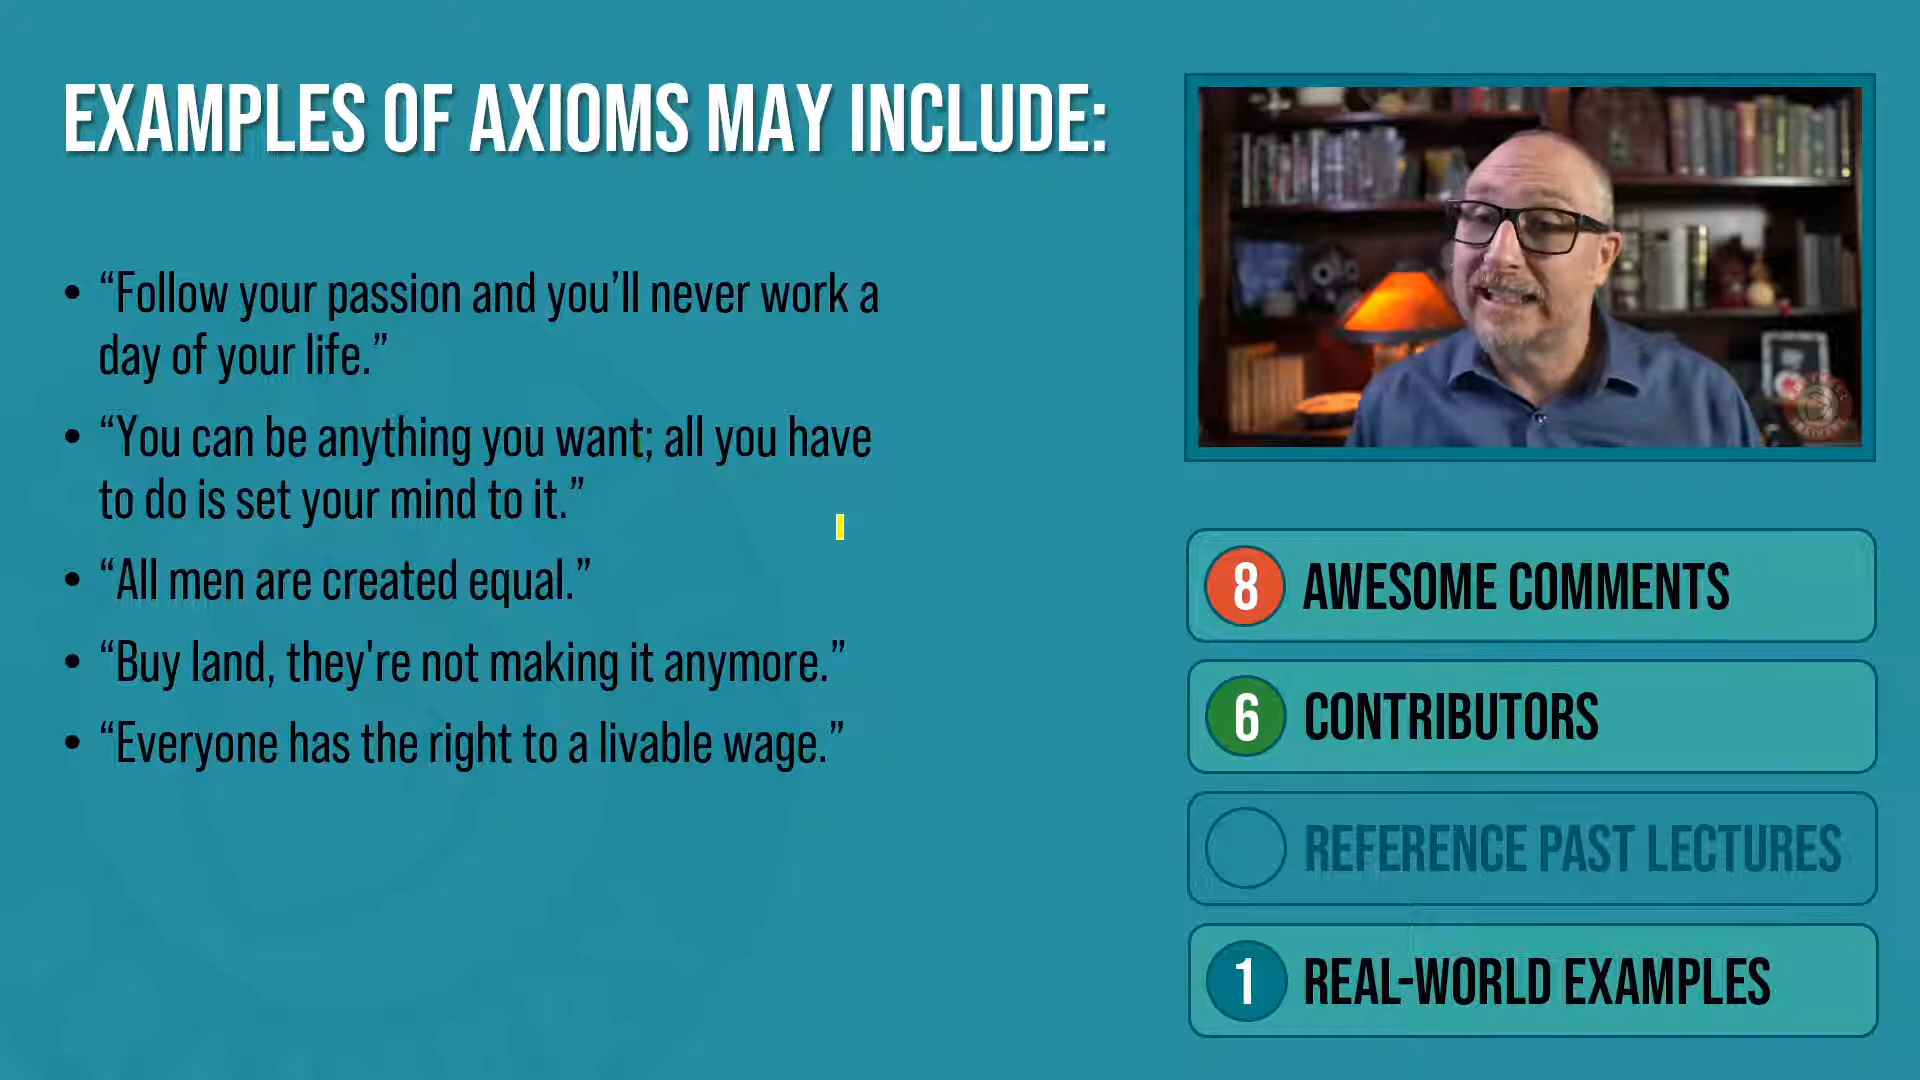 EXAMPLES OF AXIOMS MAY INCLUDE:
• “Follow your passion and you’ll never work a
day of your life.”
• “You can be anything you want; all you have
to do is set your mind to it.”
• “All men are created equal.”
• “Buy land, they're not making it anymore.”
• “Everyone has the right to a livable wage.”
8 AWESOME COMMENTS
6 CONTRIBUTORS
REFERENCE PAST LECTURES
1 REAL-WORLD EXAMPLES